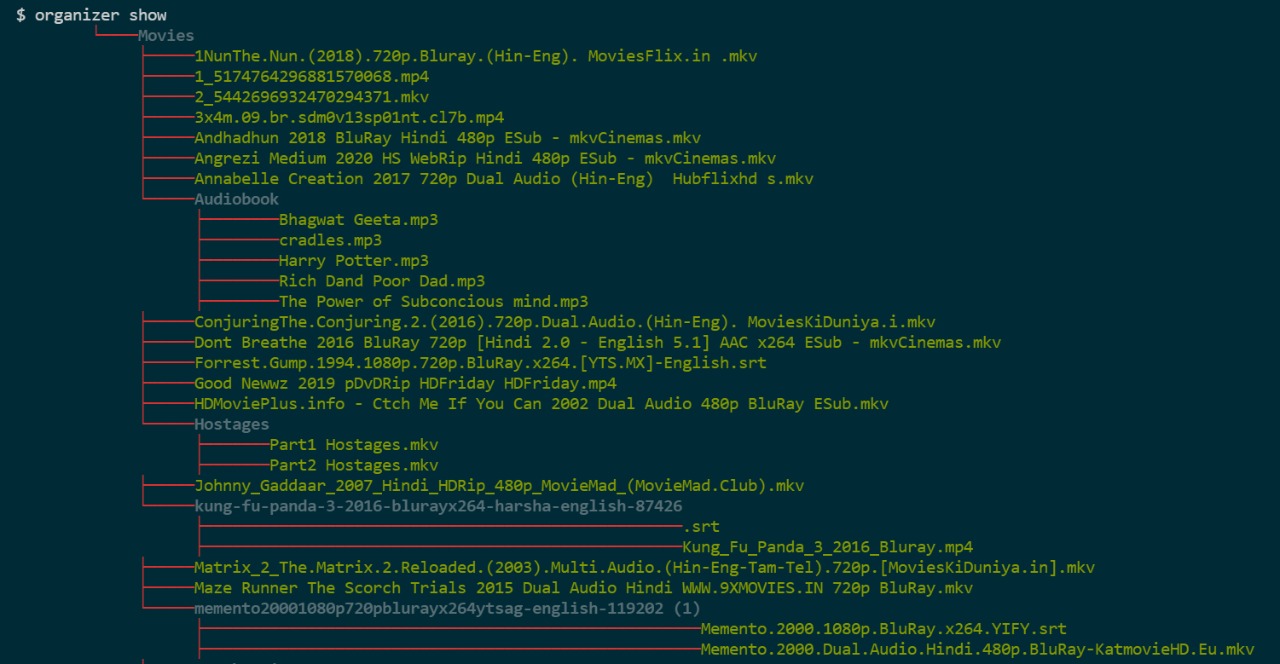 $ organizer show
Movies
1NunThe.Nun.(2018).720p.Bluray.(Hin-Eng). MoviesFlix.in .mkv
1_5174764296881570068.mp4
2_5442696932470294371.mkv
3x4m.09.br.sdm0v13sp01nt.cl7b.mp4
Andhadhun 2018 BluRay Hindi 480p ESub - mkvCinemas.mkv
Angrezi Medium 2020 HS WebRip Hindi 480p ESub - mkvCinemas.mkv
Annabelle Creation 2017 720p Dual Audio (Hin-Eng)  Hubflixhd s.mkv
Audiobook
Bhagwat Geeta.mp3
cradles.mp3
Harry Potter.mp3
Rich Dand Poor Dad.mp3
The Power of Subconcious mind.mp3
ConjuringThe.Conjuring.2.(2016).720p.Dual.Audio.(Hin-Eng). MoviesKiDuniya.i.mkv
Dont Breathe 2016 BluRay 720p [Hindi 2.0 - English 5.1] AAC x264 ESub - mkvCinemas.mkv
Forrest.Gump.1994.1080p.720p.BluRay.x264.[YTS.MX]-English.srt
Good Newwz 2019 pDvDRip HDFriday HDFriday.mp4
HDMoviePlus.info - Ctch Me If You Can 2002 Dual Audio 480p BluRay ESub.mkv
Hostages
Part1 Hostages.mkv
Part2 Hostages.mkv
Johnny_Gaddaar_2007_Hindi_HDRip_480p_MovieMad_(MovieMad.Club).mkv
kung-fu-panda-3-2016-blurayx264-harsha-english-87426
.srt
Kung_Fu_Panda_3_2016_Bluray.mp4
Matrix_2_The.Matrix.2.Reloaded.(2003).Multi.Audio.(Hin-Eng-Tam-Tel).720p.[MoviesKiDuniya.in].mkv
Maze Runner The Scorch Trials 2015 Dual Audio Hindi WWW.9XMOVIES.IN 720p BluRay.mkv
memento20001080p720pblurayx264ytsag-english-119202 (1)
Memento.2000.1080p.BluRay.x264.YIFY.srt
Memento.2000.Dual.Audio.Hindi.480p.BluRay-KatmovieHD.Eu.mkv